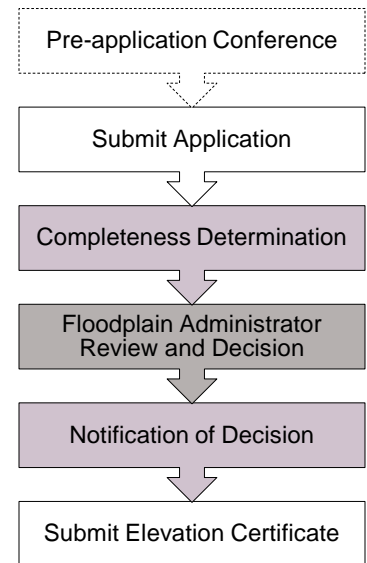 Pre-application Conference
Submit Application
Completeness Determination
Floodplain Administrator
Review and Decision
Notification of Decision
Submit Elevation Certificate